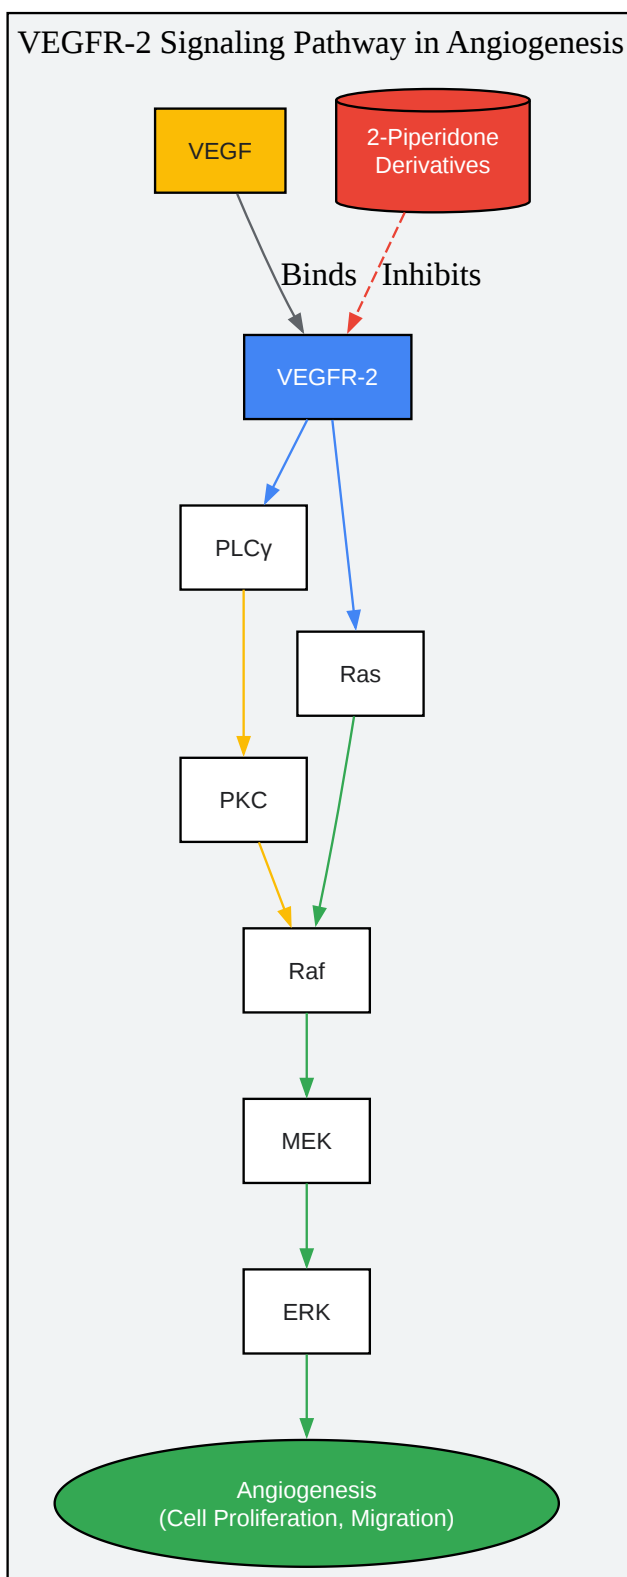 VEGFR-2 Signaling Pathway in Angiogenesis
VEGF
2-Piperidone
Derivatives
Binds
Inhibits
VEGFR-2
PLCγ
Ras
PKC
Raf
MEK
ERK
Angiogenesis
(Cell Proliferation, Migration)